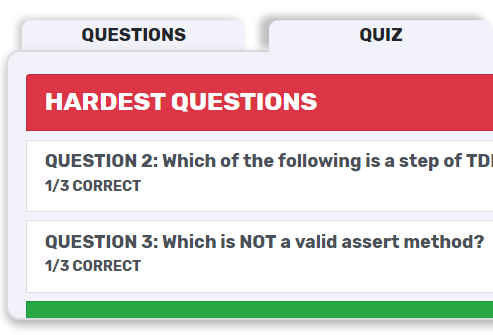 QUESTIONS
QUIZ
HARDEST QUESTIONS
QUESTION 2: Which of the following is a step of
1/3 CORRECT
QUESTION 3: Which is NOT a valid assert method?
1/3 CORRECT